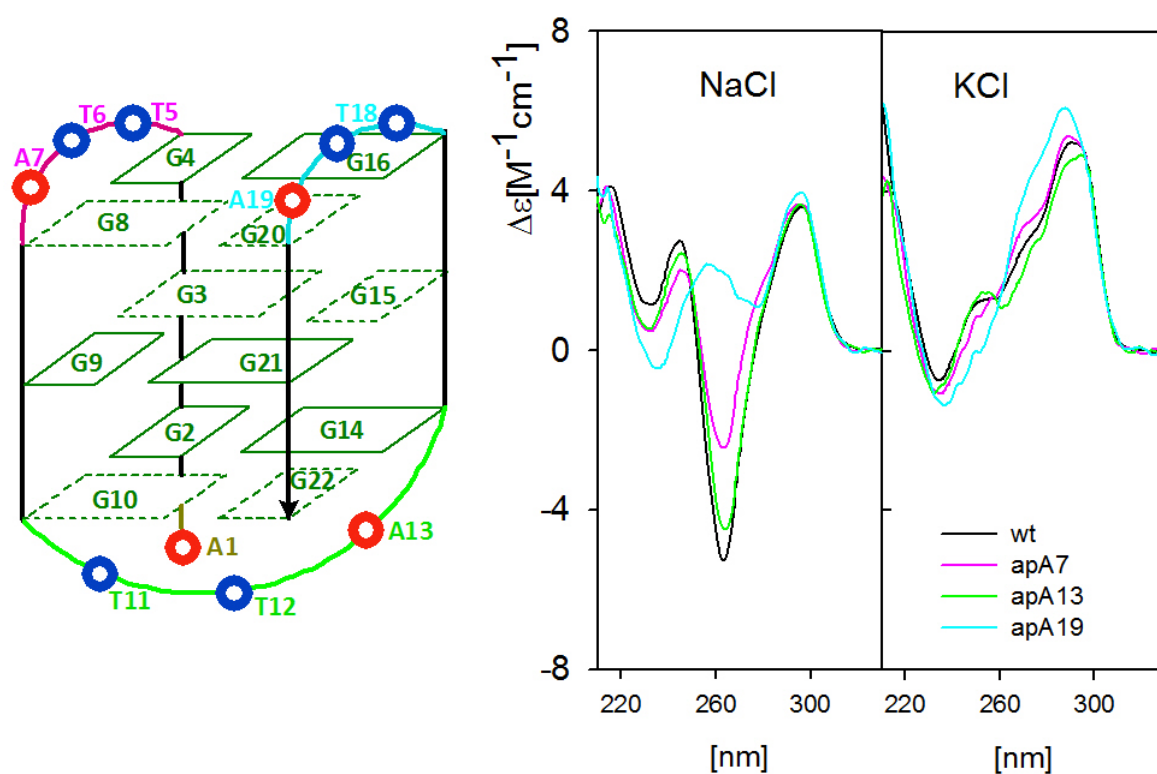 T6 T5
T18
A7
G4
G16
A19
G8
G20
G3
G15
G9
G21
G2
G14
G10
G22
A1
A13
T11
T12
Δε[M⁻¹cm⁻¹]
8
4
0
-4
-8
NaCl
KCl
wt
apA7
apA13
apA19
220 260 300
220 260 300
[nm]
[nm]